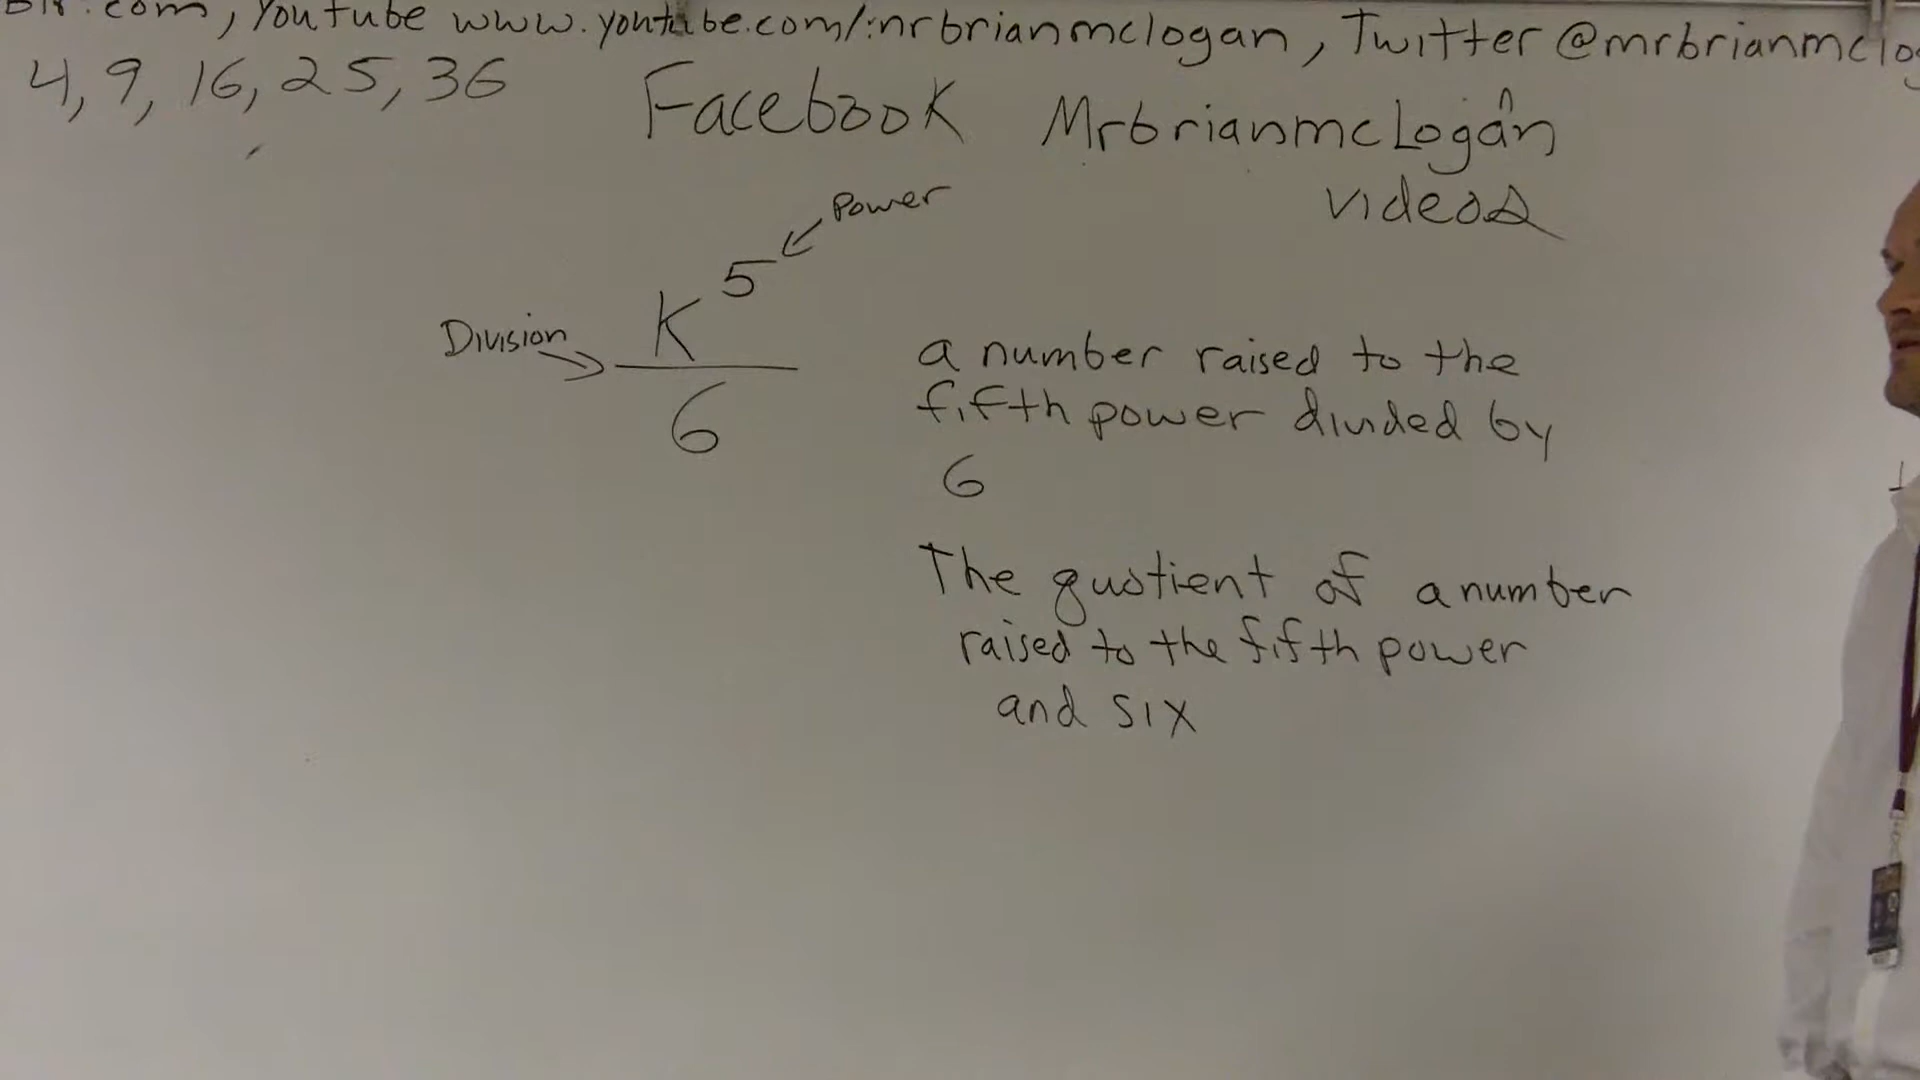 .com, YouTube www.youtube.com/mrbrianmclogan, Twitter @mrbrianmclog
4, 9, 16, 25, 36
Facebook Mrbrianmclogan
videos
Power
K^5
Division
6
a number raised to the
fifth power divided by
6
The quotient of a number
raised to the fifth power
and six